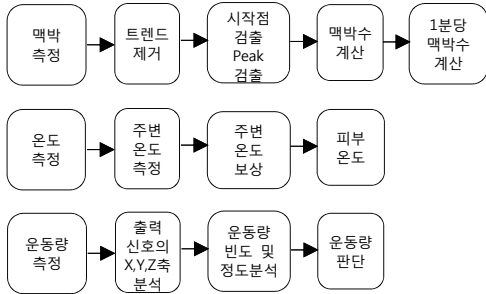 맥박
측정
트렌드
제거
시작점
검출
Peak
검출
맥박수
계산
1분당
맥박수
계산
온도
측정
주변
온도
측정
주변
온도
보상
피부
온도
운동량
측정
출력
신호의
X,Y,Z축
분석
운동량
빈도 및
정도분석
운동량
판단